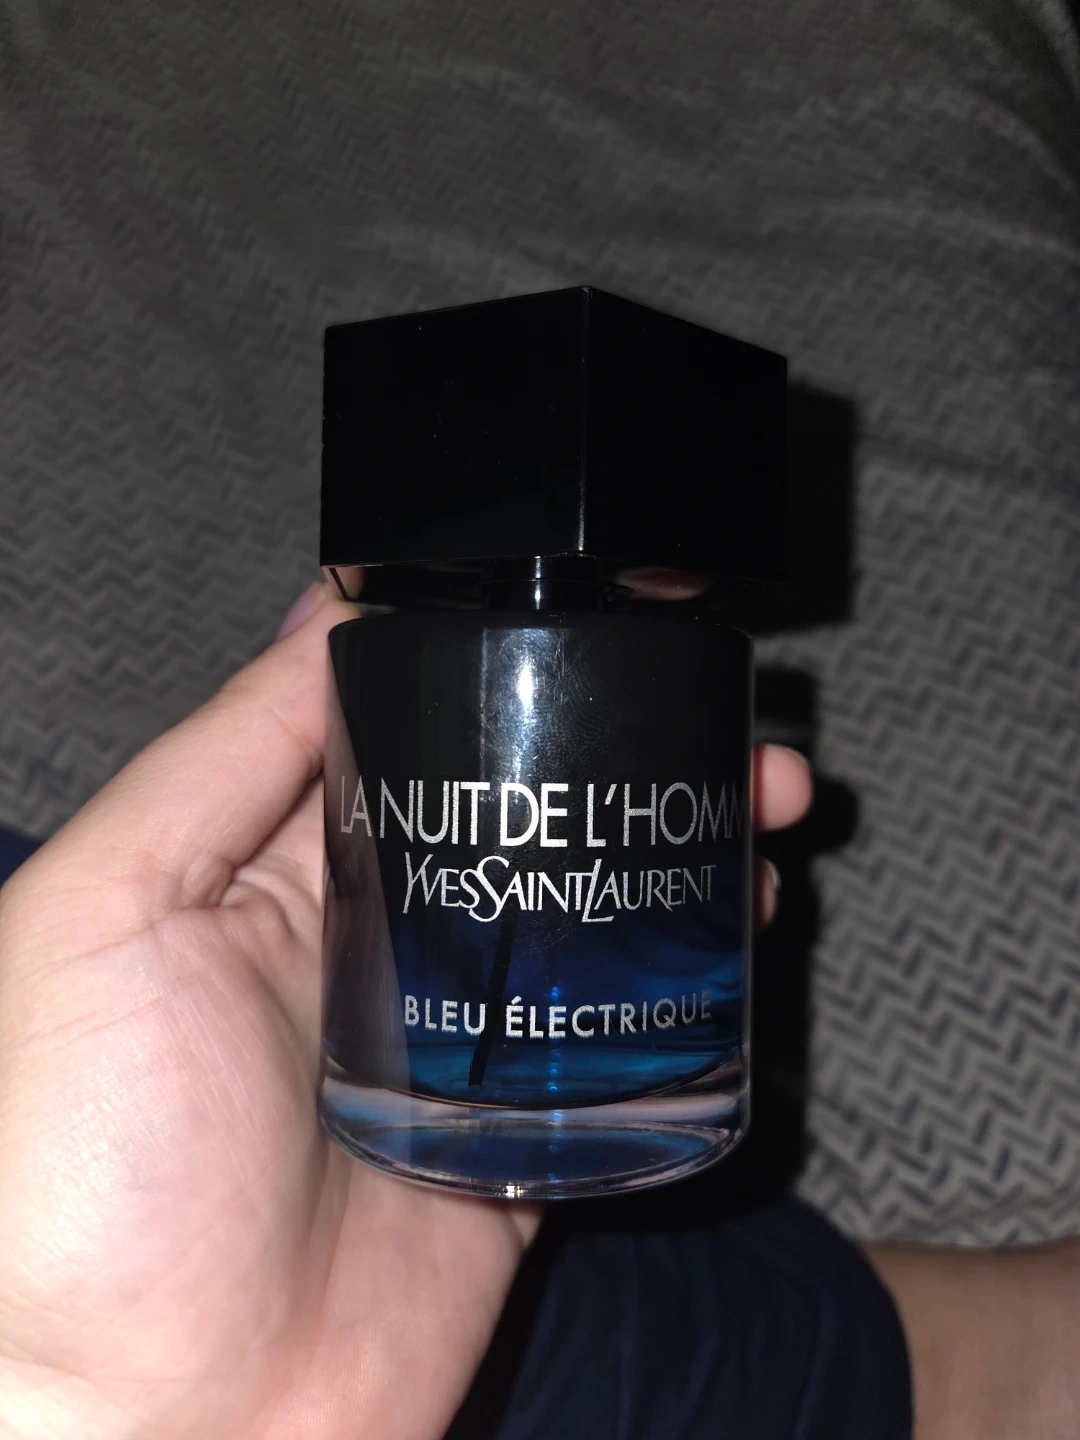 LA NUIT DE L'HOMM
YVESSAINTLAURENT
BLEU ÉLECTRIQUE